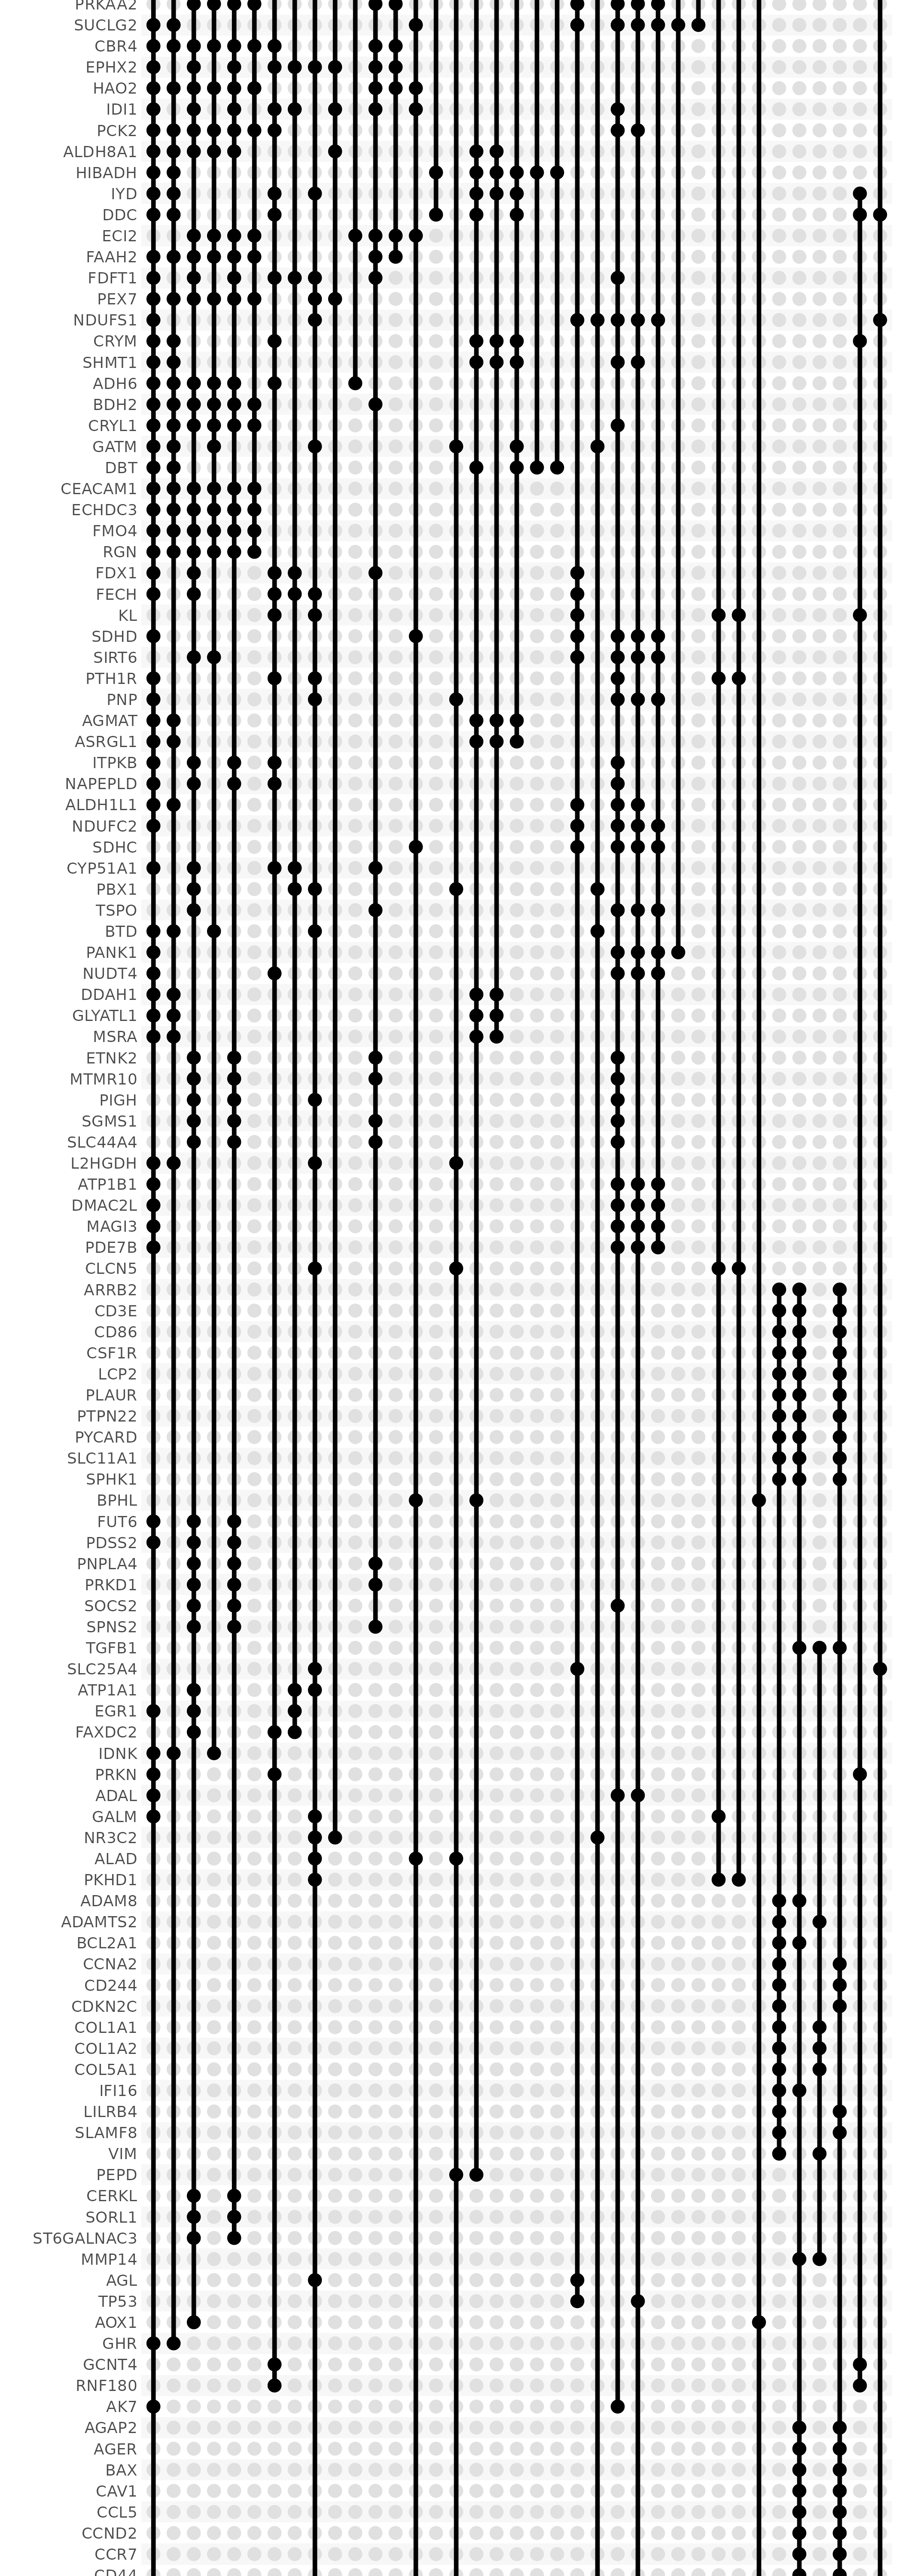 PRKAA2
SUCLG2
CBR4
EPHX2
HAO2
IDI1
PCK2
ALDH8A1
HIBADH
IYD
DDC
ECI2
FAAH2
FDFT1
PEX7
NDUFS1
CRYM
SHMT1
ADH6
BDH2
CRYL1
GATM
DBT
CEACAM1
ECHDC3
FMO4
RGN
FDX1
FECH
KL
SDHD
SIRT6
PTH1R
PNP
AGMAT
ASRGL1
ITPKB
NAPEPLD
ALDH1L1
NDUFC2
SDHC
CYP51A1
PBX1
TSPO
BTD
PANK1
NUDT4
DDAH1
GLYATL1
MSRA
ETNK2
MTMR10
PIGH
SGMS1
SLC44A4
L2HGDH
ATP1B1
DMAC2L
MAGI3
PDE7B
CLCN5
ARRB2
CD3E
CD86
CSF1R
LCP2
PLAUR
PTPN22
PYCARD
SLC11A1
SPHK1
BPHL
FUT6
PDSS2
PNPLA4
PRKD1
SOCS2
SPNS2
TGFB1
SLC25A4
ATP1A1
EGR1
FAXDC2
IDNK
PRKN
ADAL
GALM
NR3C2
ALAD
PKHD1
ADAM8
ADAMTS2
BCL2A1
CCNA2
CD244
CDKN2C
COL1A1
COL1A2
COL5A1
IFI16
LILRB4
SLAMF8
VIM
PEPD
CERKL
SORL1
ST6GALNAC3
MMP14
AGL
TP53
AOX1
GHR
GCNT4
RNF180
AK7
AGAP2
AGER
BAX
CAV1
CCL5
CCND2
CCR7
CD44